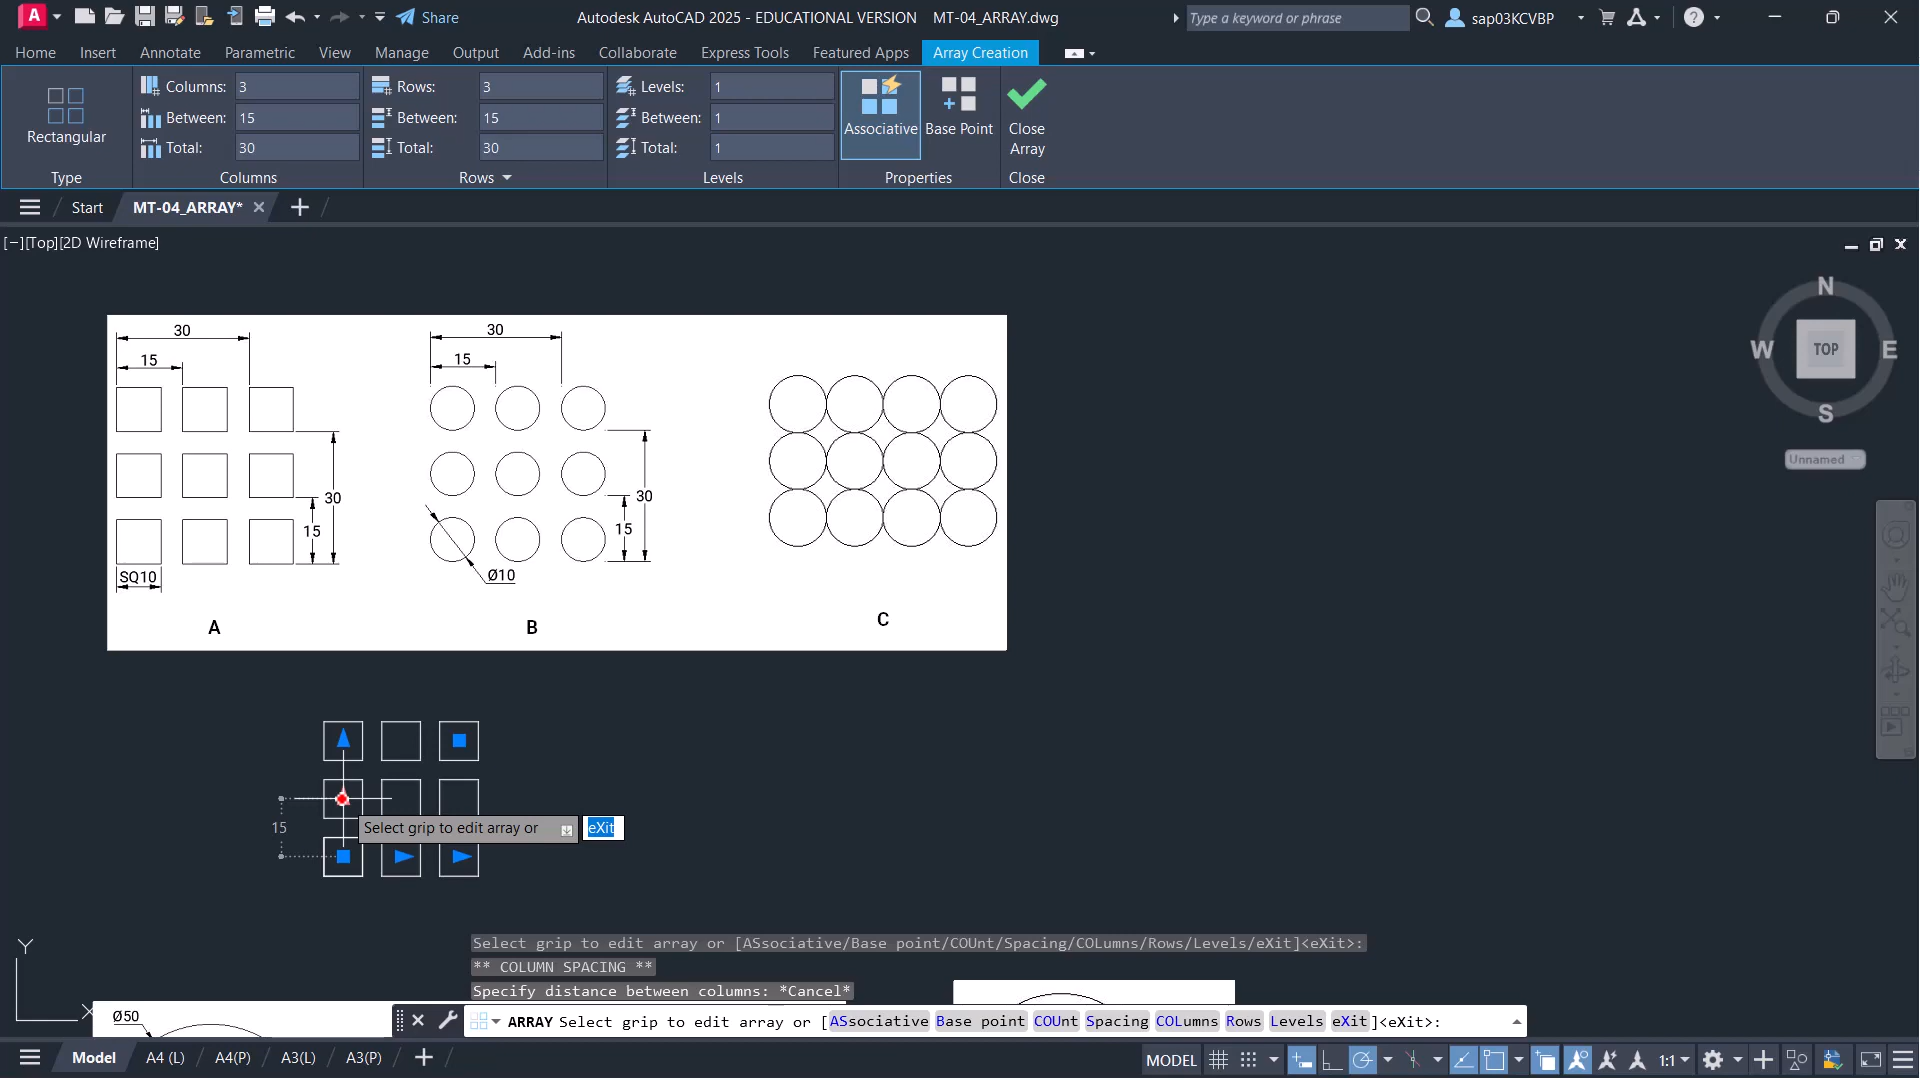 A Share Autodesk AutoCAD 2025 - EDUCATIONAL VERSION MT-04_ARRAY.dwg Type a keyword or phrase sap03KCVBP ?
Home Insert Annotate Parametric View Manage Output Add-ins Collaborate Express Tools Featured Apps Array Creation
Columns: 3 Rows: 3 Levels: 1
Between: 15 Between: 15 Between: 1
Total: 30 Total: 30 Total: 1
Rectangular
Associative Base Point Close Array
Type Columns Rows Levels Properties Close
Start MT-04_ARRAY*
[−][Top][2D Wireframe]
N
W TOP E
S
Unnamed
30 30
15 15
30 30
15 15
SQ10 Ø10
A B C
15
Select grip to edit array or eXit
Select grip to edit array or [ASsociative/Base point/COUnt/Spacing/COLumns/Rows/Levels/eXit]<eXit>:
** COLUMN SPACING **
Specify distance between columns: *Cancel*
Y
X
Ø50
ARRAY Select grip to edit array or [ASsociative Base point COUnt Spacing COLumns Rows Levels eXit]<eXit>:
Model A4 (L) A4(P) A3(L) A3(P) MODEL 1:1